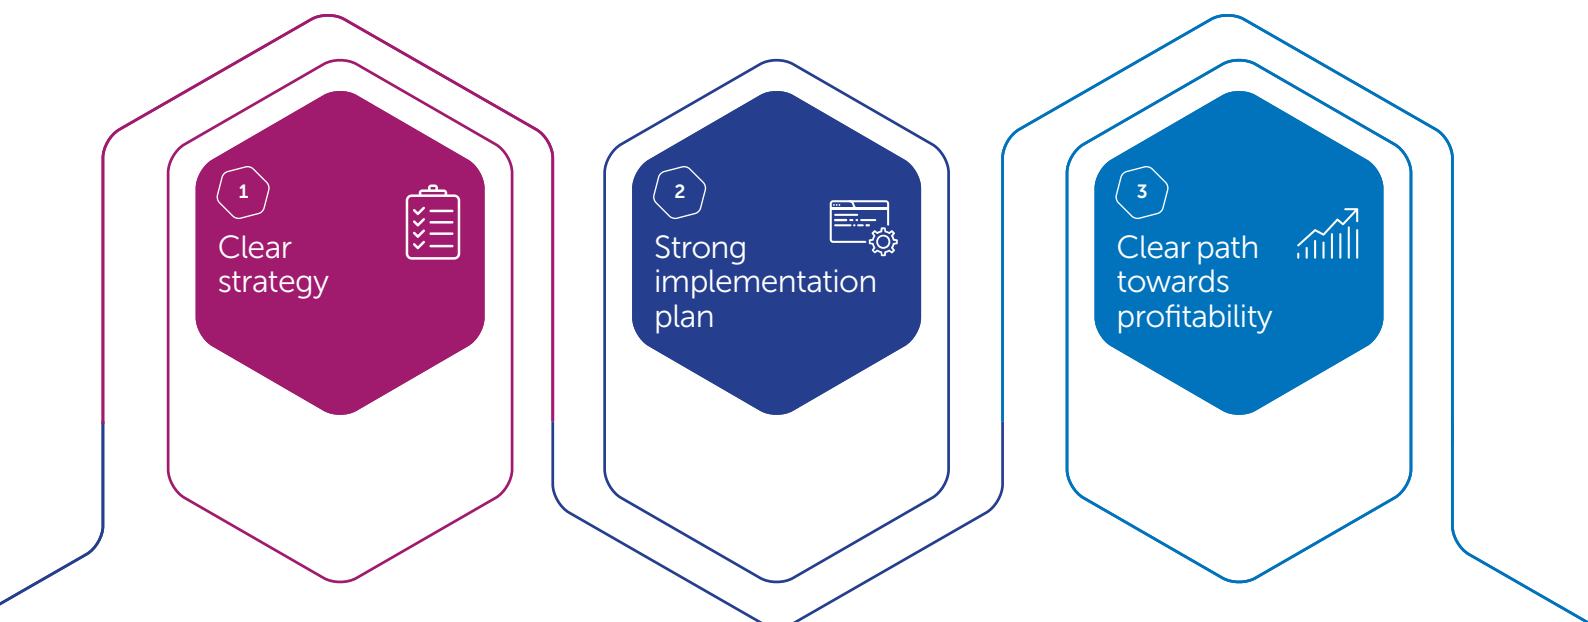 1
Clear
strategy
2
Strong
implementation
plan
3
Clear path
towards
profitability